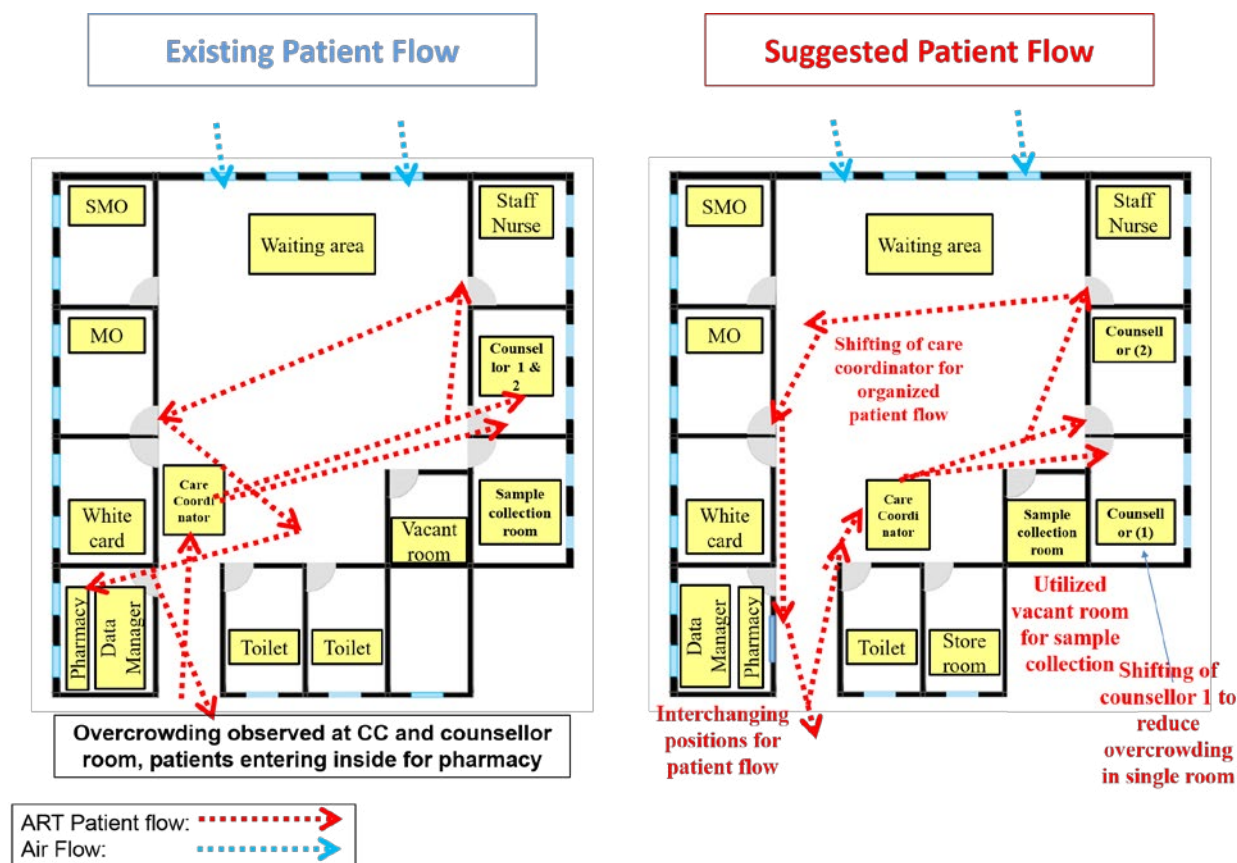 Existing Patient Flow
SMO
Staff
Nurse
Waiting area
MO
Counsel
lor 1 &
2
Care
Coordi
nator
White
card
Vacant
room
Sample
collection
room
Pharmacy
Data
Manager
Toilet
Toilet
Overcrowding observed at CC and counsellor
room, patients entering inside for pharmacy
ART Patient flow:
Air Flow:
Suggested Patient Flow
SMO
Staff
Nurse
Waiting area
MO
Counsell
or (2)
Shifting of care
coordinator for
organized
patient flow
Care
Coordi
nator
White
card
Sample
collection
room
Counsell
or (1)
Data
Manager
Pharmacy
Toilet
Store
room
Utilized
vacant room
for sample
collection
Interchanging
positions for
patient flow
Shifting of
counsellor 1 to
reduce
overcrowding
in single room